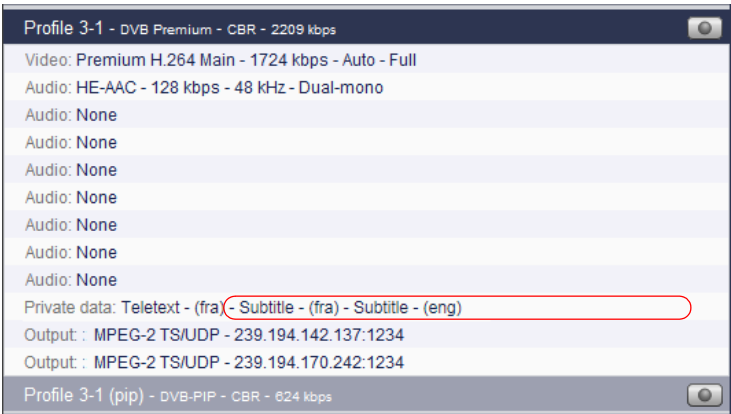 Profile 3-1 - DVB Premium - CBR - 2209 kbps
Video: Premium H.264 Main - 1724 kbps - Auto - Full
Audio: HE-AAC - 128 kbps - 48 kHz - Dual-mono
Audio: None
Audio: None
Audio: None
Audio: None
Audio: None
Audio: None
Audio: None
Private data: Teletext - (fra) - Subtitle - (fra) - Subtitle - (eng)
Output: : MPEG-2 TS/UDP - 239.194.142.137:1234
Output: : MPEG-2 TS/UDP - 239.194.170.242:1234
Profile 3-1 (pip) - DVB-PIP - CBR - 624 kbps